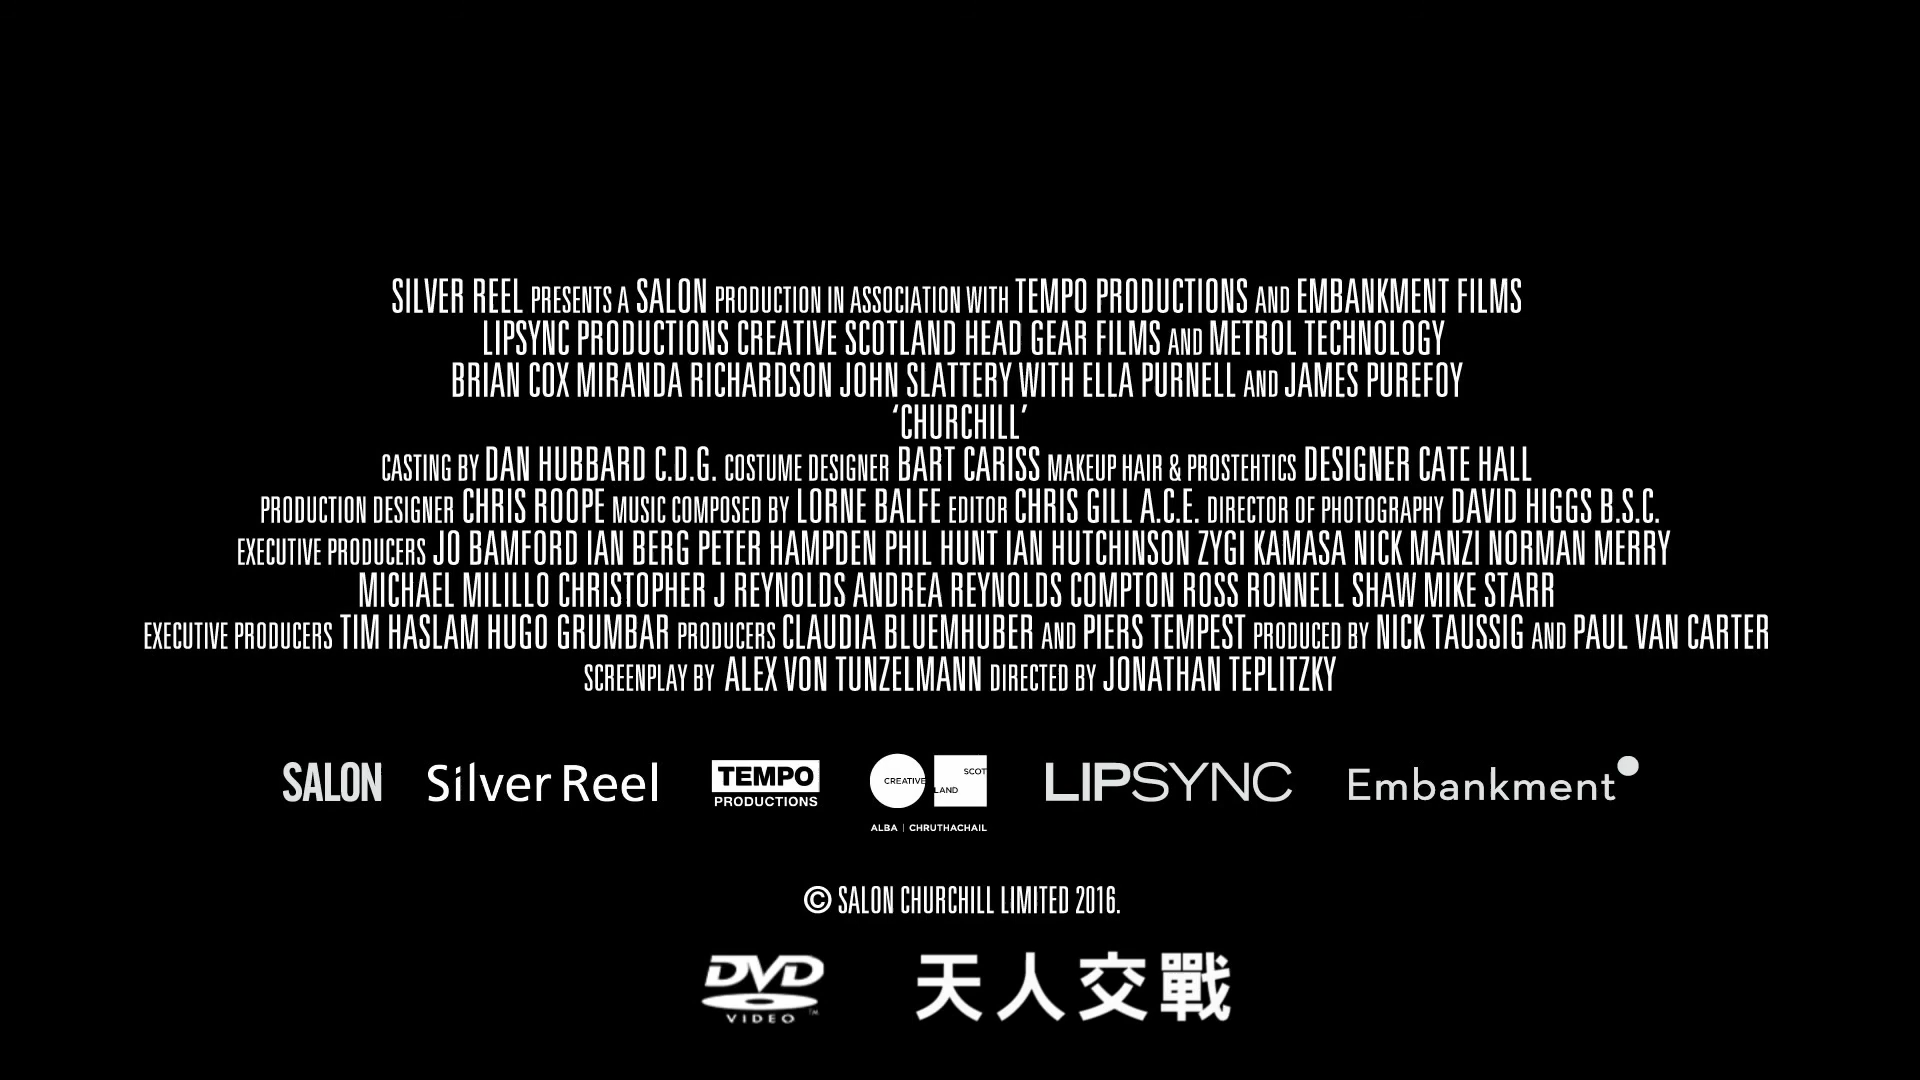 SILVER REEL PRESENTS A SALON PRODUCTION IN ASSOCIATION WITH TEMPO PRODUCTIONS AND EMBANKMENT FILMS
LIPSYNC PRODUCTIONS CREATIVE SCOTLAND HEAD GEAR FILMS AND METROL TECHNOLOGY
BRIAN COX MIRANDA RICHARDSON JOHN SLATTERY WITH ELLA PURNELL AND JAMES PUREFOY
‘CHURCHILL’
CASTING BY DAN HUBBARD C.D.G. COSTUME DESIGNER BART CARISS MAKEUP HAIR & PROSTEHTICS DESIGNER CATE HALL
PRODUCTION DESIGNER CHRIS ROOPE MUSIC COMPOSED BY LORNE BALFE EDITOR CHRIS GILL A.C.E. DIRECTOR OF PHOTOGRAPHY DAVID HIGGS B.S.C.
EXECUTIVE PRODUCERS JO BAMFORD IAN BERG PETER HAMPDEN PHIL HUNT IAN HUTCHINSON ZYGI KAMASA NICK MANZI NORMAN MERRY
MICHAEL MILILLO CHRISTOPHER J REYNOLDS ANDREA REYNOLDS COMPTON ROSS RONNELL SHAW MIKE STARR
EXECUTIVE PRODUCERS TIM HASLAM HUGO GRUMBAR PRODUCERS CLAUDIA BLUEMHUBER AND PIERS TEMPEST PRODUCED BY NICK TAUSSIG AND PAUL VAN CARTER
SCREENPLAY BY ALEX VON TUNZELMANN DIRECTED BY JONATHAN TEPLITZKY
SALON
Silver Reel
TEMPO
PRODUCTIONS
CREATIVE SCOT
LAND
ALBA | CHRUTHACHAIL
LIPSYNC
Embankment
© SALON CHURCHILL LIMITED 2016.
DVD
VIDEO™
天人交戰